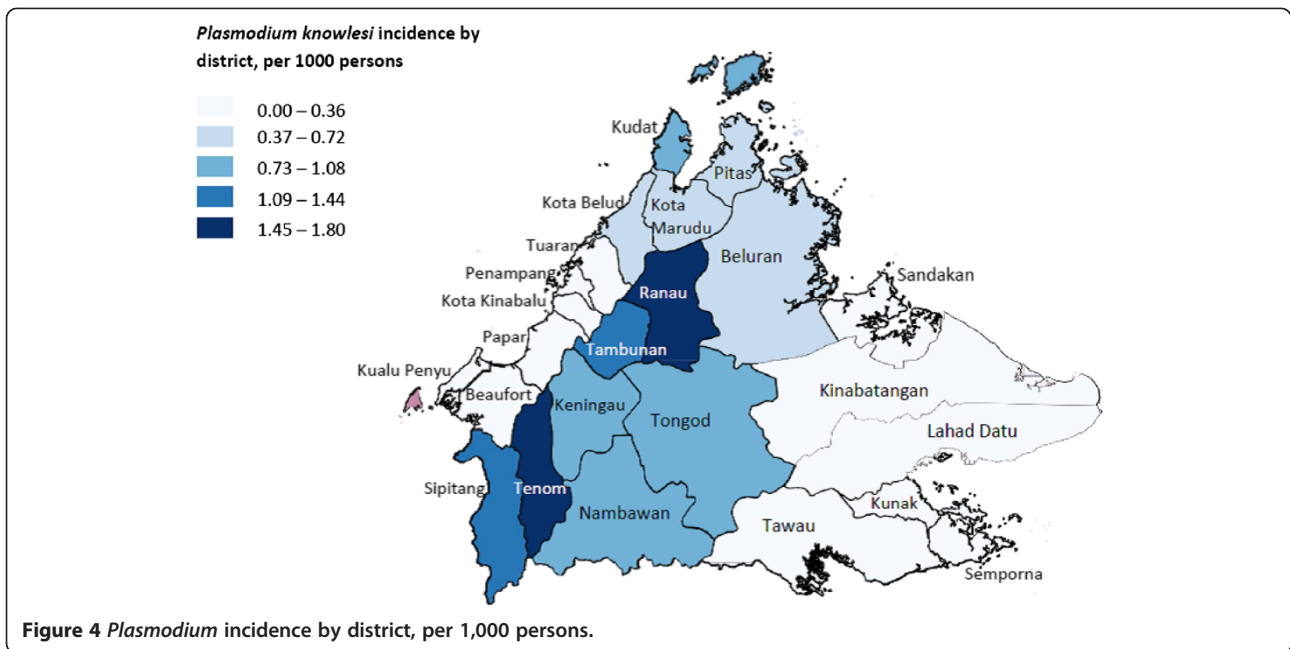 Plasmodium knowlesi incidence by
district, per 1000 persons
0.00 – 0.36
0.37 – 0.72
0.73 – 1.08
1.09 – 1.44
1.45 – 1.80
Kudat
Pitas
Kota Belud
Kota
Marudu
Tuaran
Beluran
Penampang
Sandakan
Ranau
Kota Kinabalu
Papar
Tambunan
Kualu Penyu
Beaufort
Keningau
Kinabatangan
Tongod
Lahad Datu
Sipitang
Tenom
Kunak
Nambawan
Tawau
Semporna
Figure 4 Plasmodium incidence by district, per 1,000 persons.